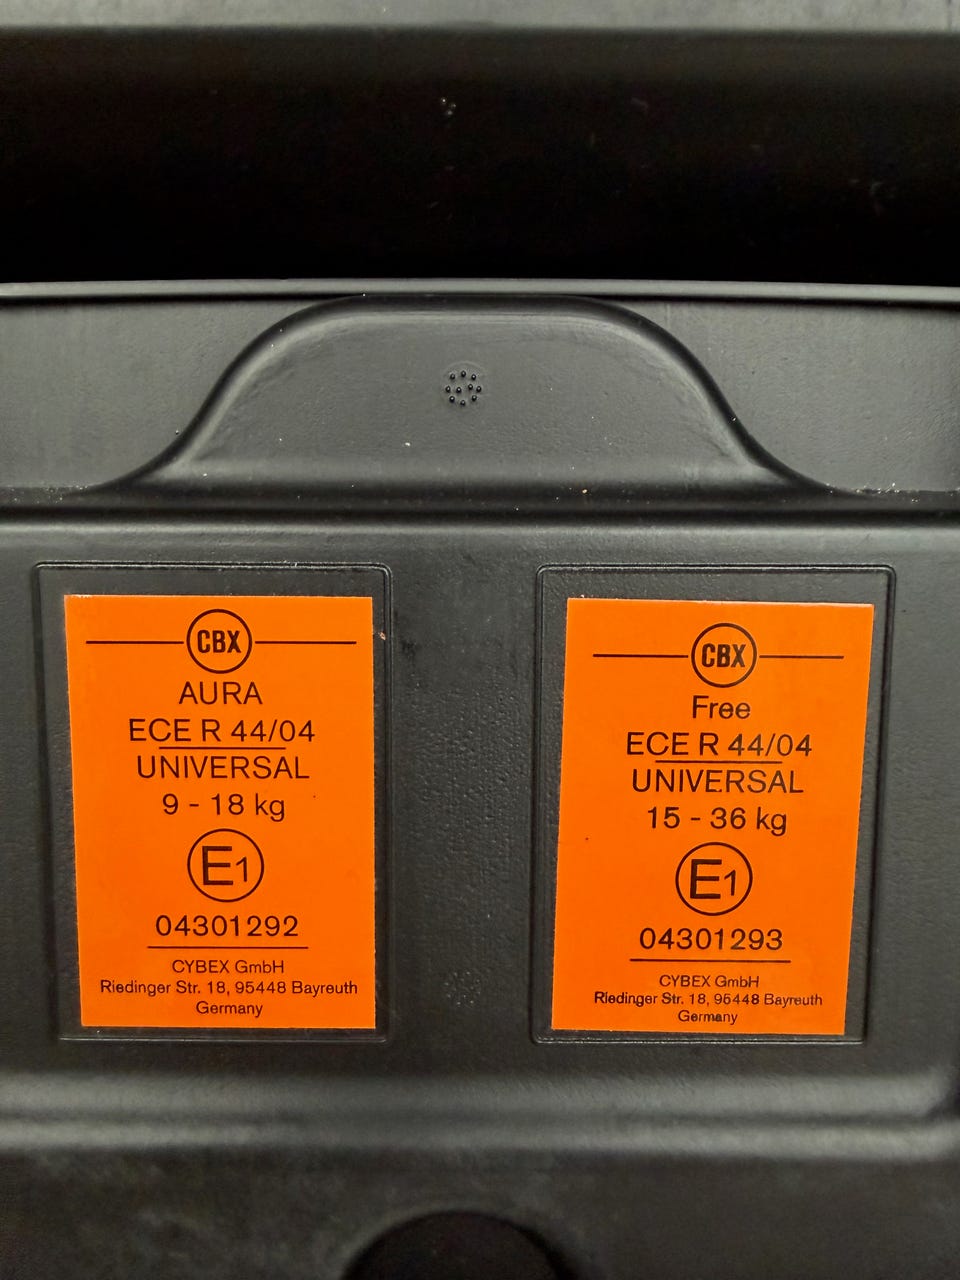 CBX
AURA
ECE R 44/04
UNIVERSAL
9 - 18 kg
E1
04301292
CYBEX GmbH
Riedinger Str. 18, 95448 Bayreuth
Germany
CBX
Free
ECE R 44/04
UNIVERSAL
15 - 36 kg
E1
04301293
CYBEX GmbH
Riedinger Str. 18, 95448 Bayreuth
Germany